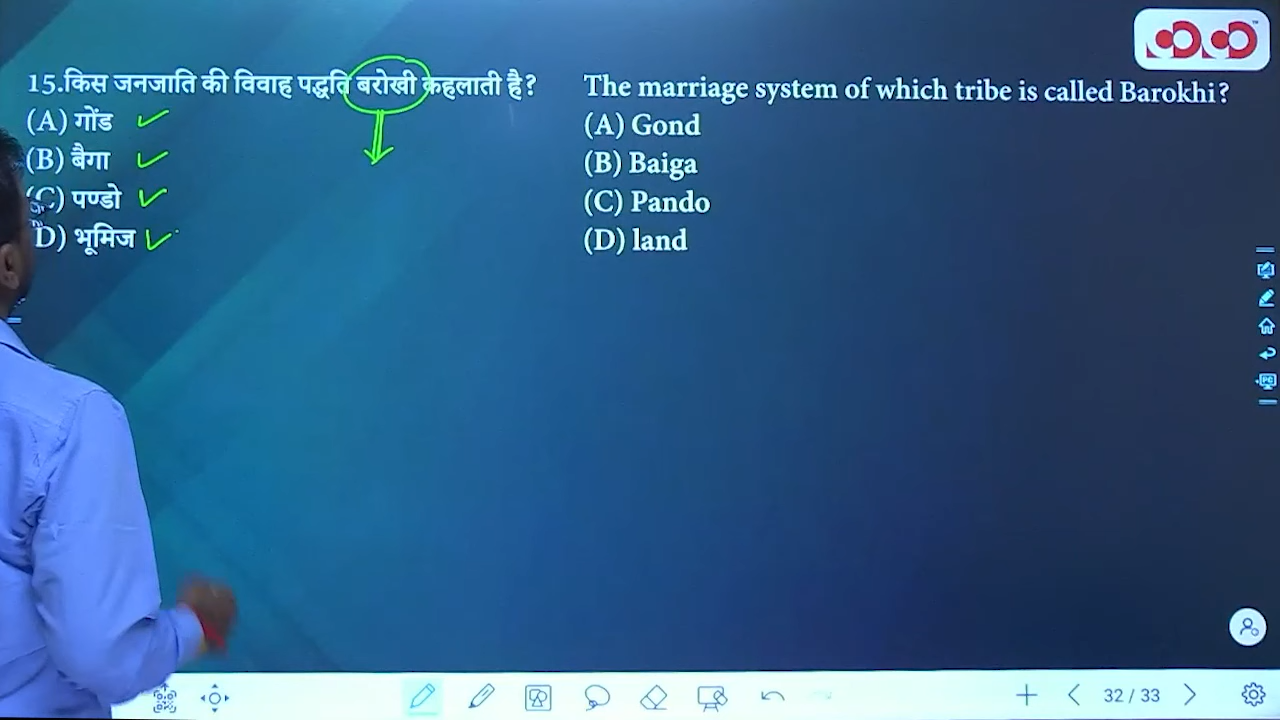 15.किस जनजाति की विवाह पद्धति बरोखी कहलाती है?
(A) गोंड
(B) बैगा
(C) पण्डो
(D) भूमिज
The marriage system of which tribe is called Barokhi?
(A) Gond
(B) Baiga
(C) Pando
(D) land
32 / 33